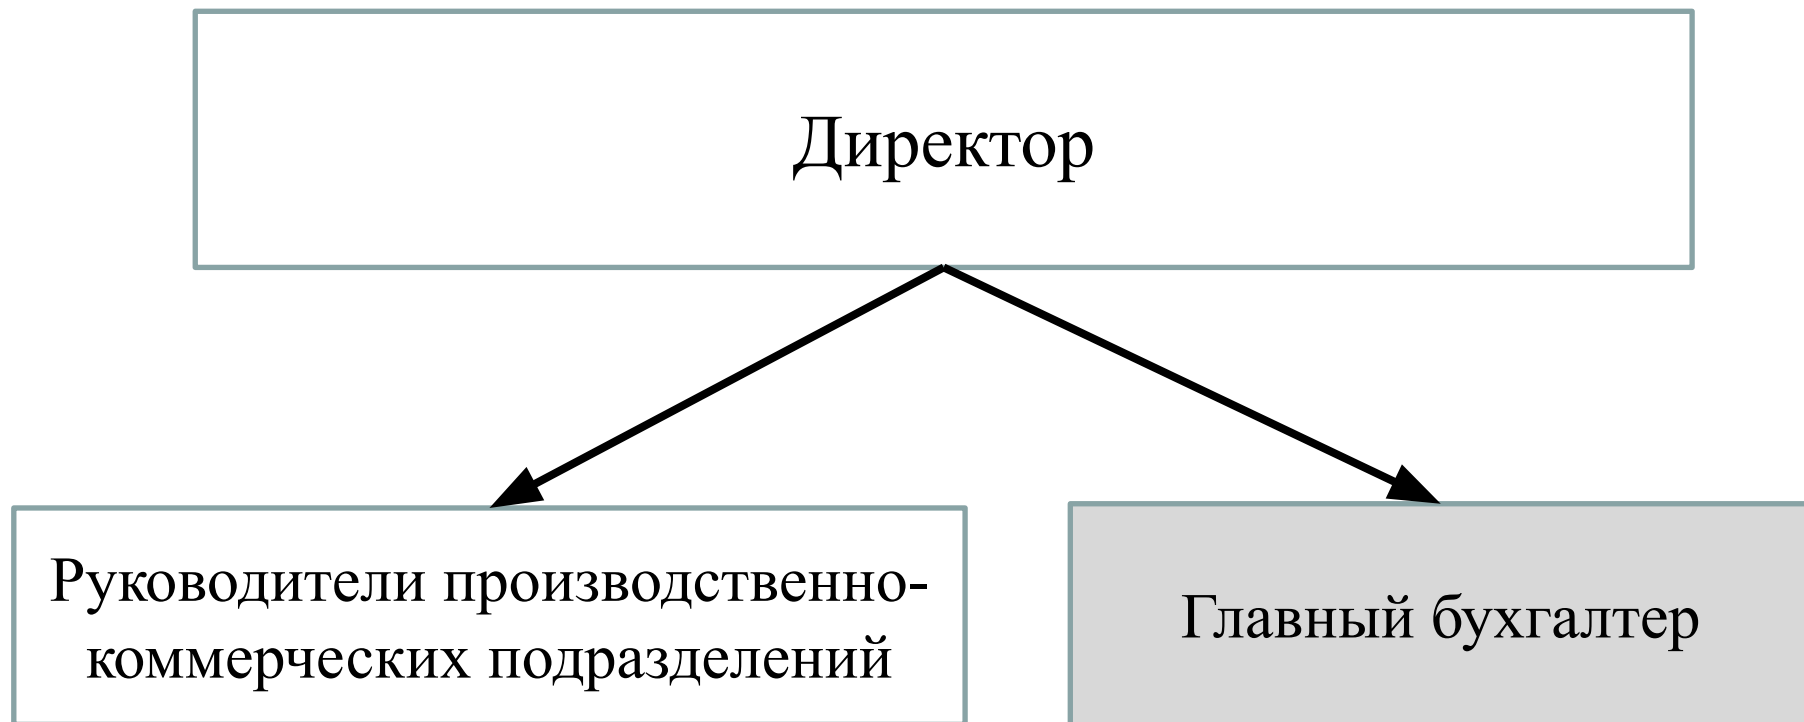 Директор
Руководители производственно-
коммерческих подразделений
Главный бухгалтер